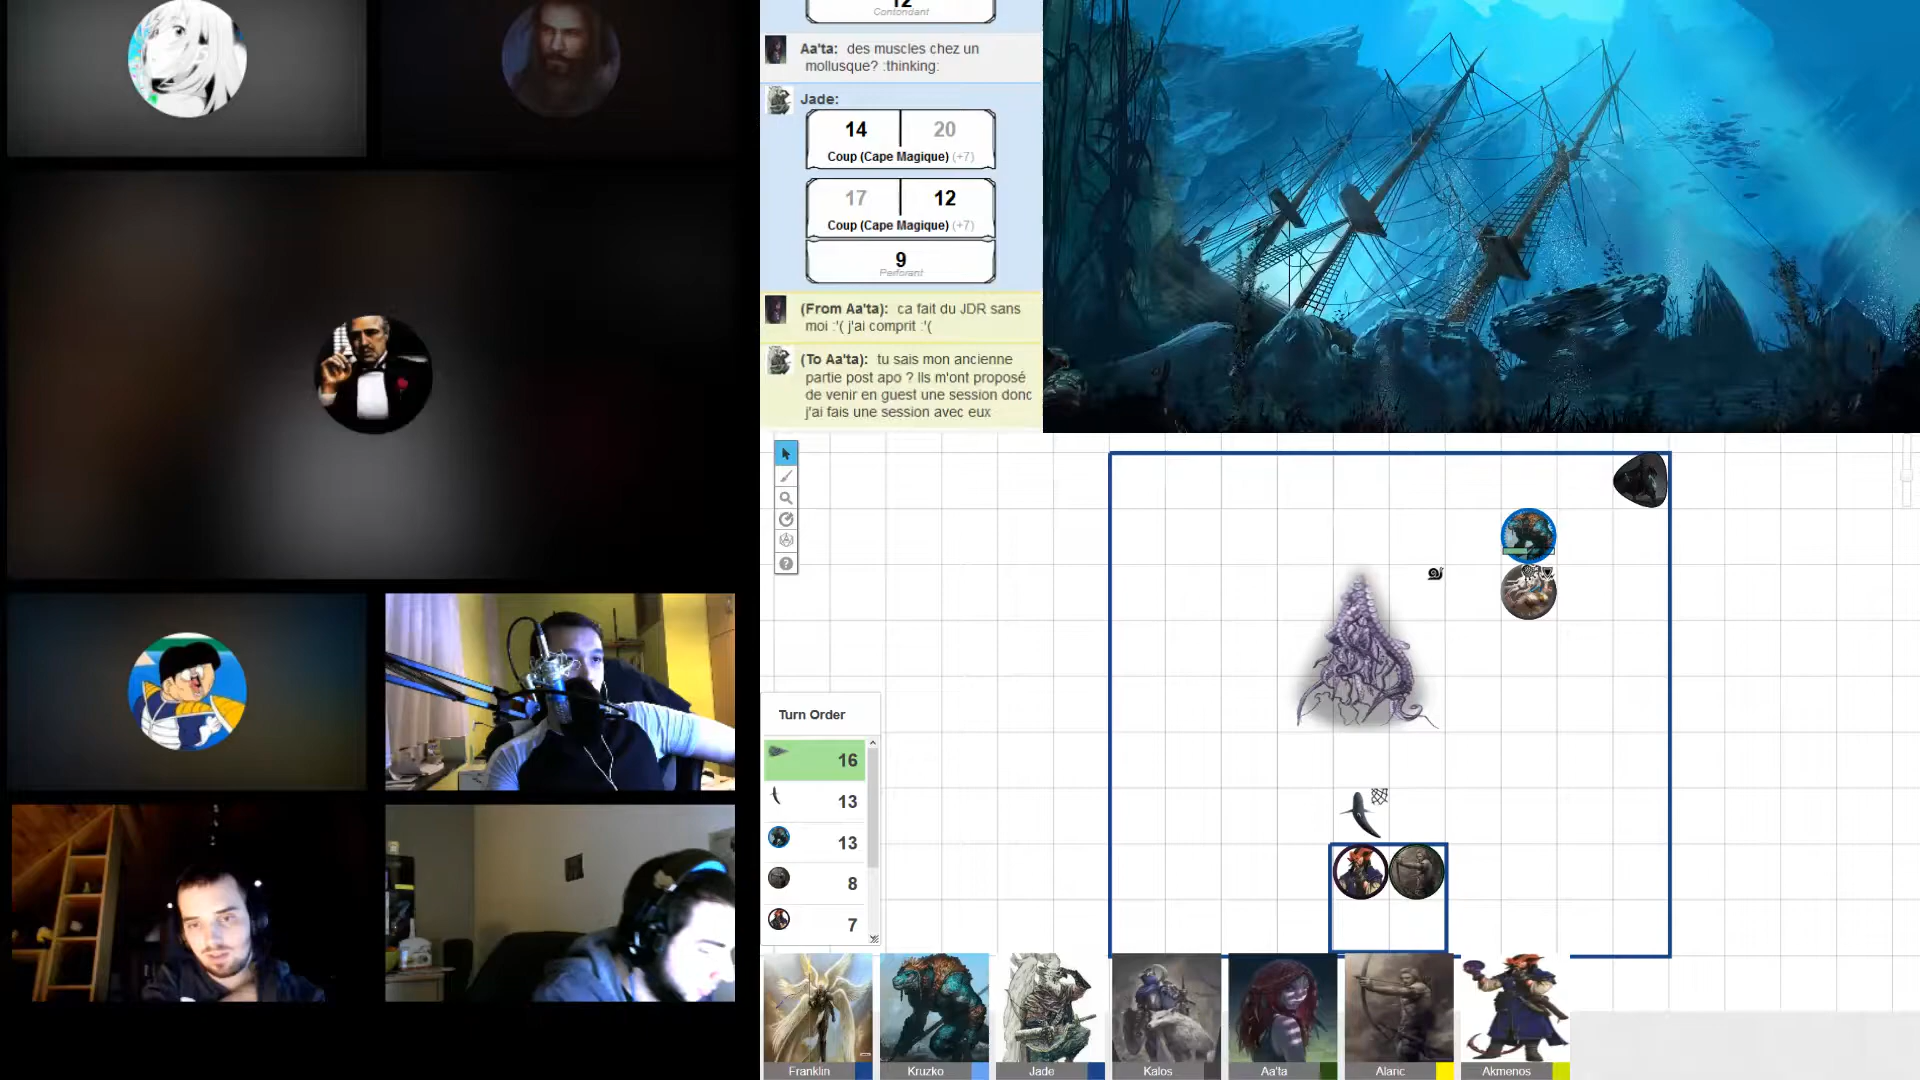 12
Contondant
Aa'ta: des muscles chez un
mollusque? :thinking:
Jade:
14 20
Coup (Cape Magique) (+7)
17 12
Coup (Cape Magique) (+7)
9
Perforant
(From Aa'ta): ca fait du JDR sans
moi :'( j'ai comprit :'(
(To Aa'ta): tu sais mon ancienne
partie post apo ? Ils m'ont proposé
de venir en guest une session donc
j'ai fais une session avec eux
Turn Order
16
13
13
8
7
Franklin
Kruzko
Jade
Kalos
Aa'ta
Alaric
Akmenos